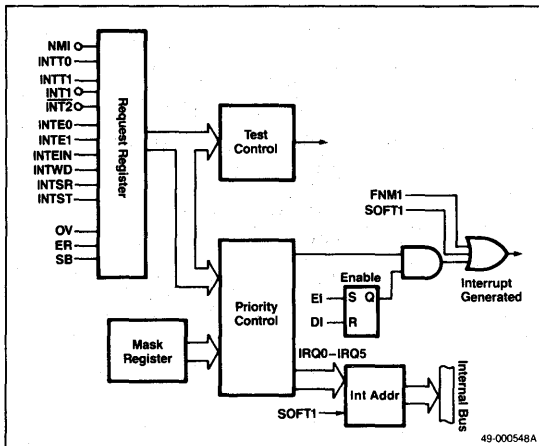 NMI
INTT0
INTT1
INT1
INT2
INTE0
INTE1
INTEIN
INTWD
INTSR
INTST
OV
ER
SB
Request Register
Test
Control
FNM1
SOFT1
Interrupt
Generated
Enable
EI
S Q
DI
R
Priority
Control
Mask
Register
IRQ0–IRQ5
Int Addr
SOFT1
Internal Bus
49-000548A